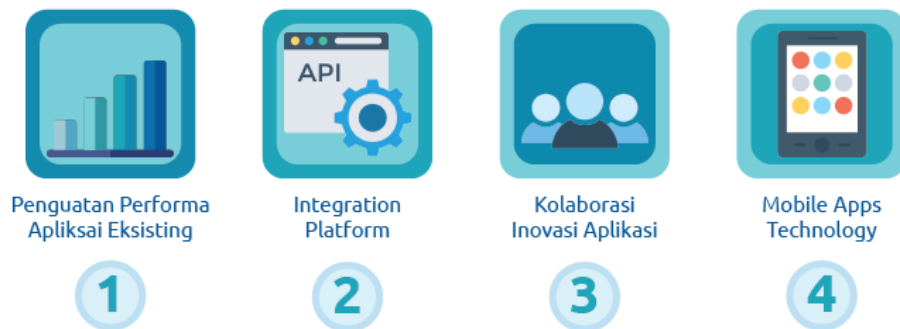 API
Penguatan Performa
Apliksai Eksisting
Integration
Platform
Kolaborasi
Inovasi Aplikasi
Mobile Apps
Technology
1
2
3
4